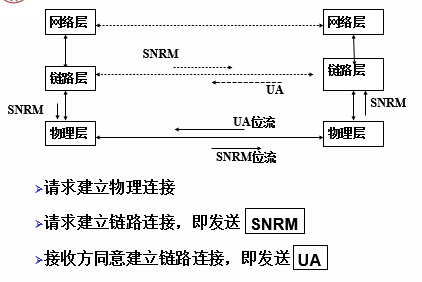 网络层 网络层
SNRM
链路层 链路层
UA
SNRM SNRM
UA位流
物理层 物理层
SNRM位流
请求建立物理连接
请求建立链路连接，即发送 SNRM
接收方同意建立链路连接，即发送 UA